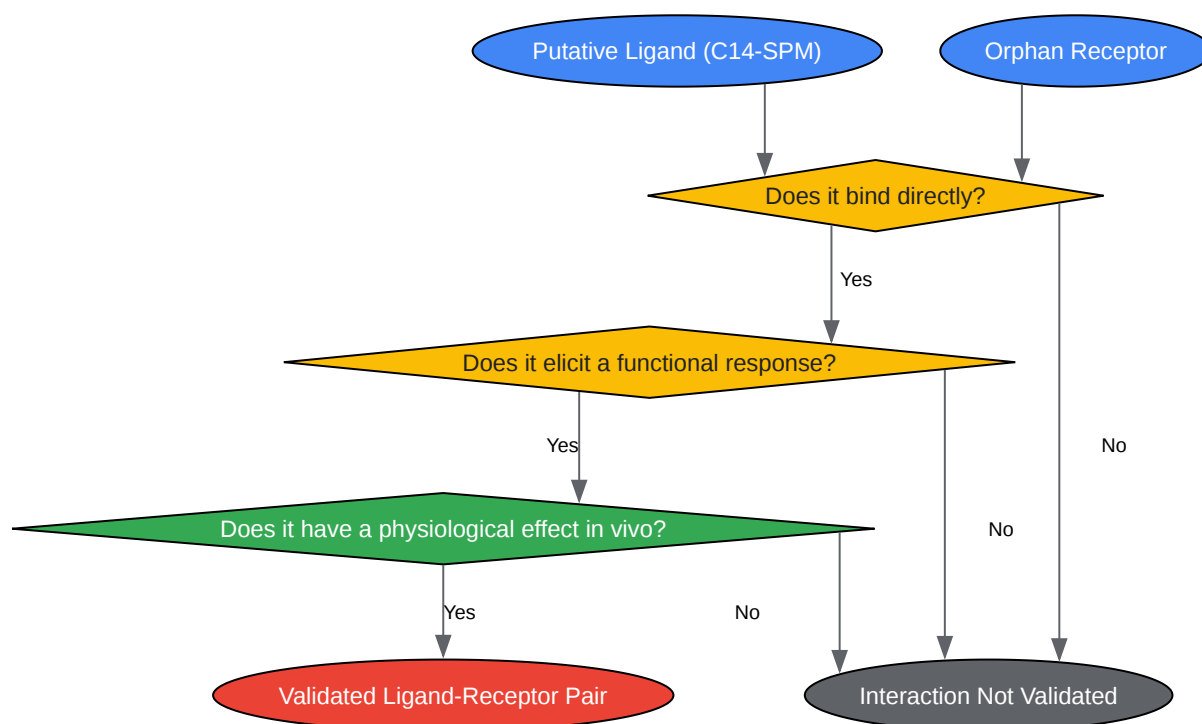 Putative Ligand (C14-SPM)
Orphan Receptor
Does it bind directly?
Yes
Does it elicit a functional response?
Yes
No
Does it have a physiological effect in vivo?
No
Yes
No
Validated Ligand-Receptor Pair
Interaction Not Validated